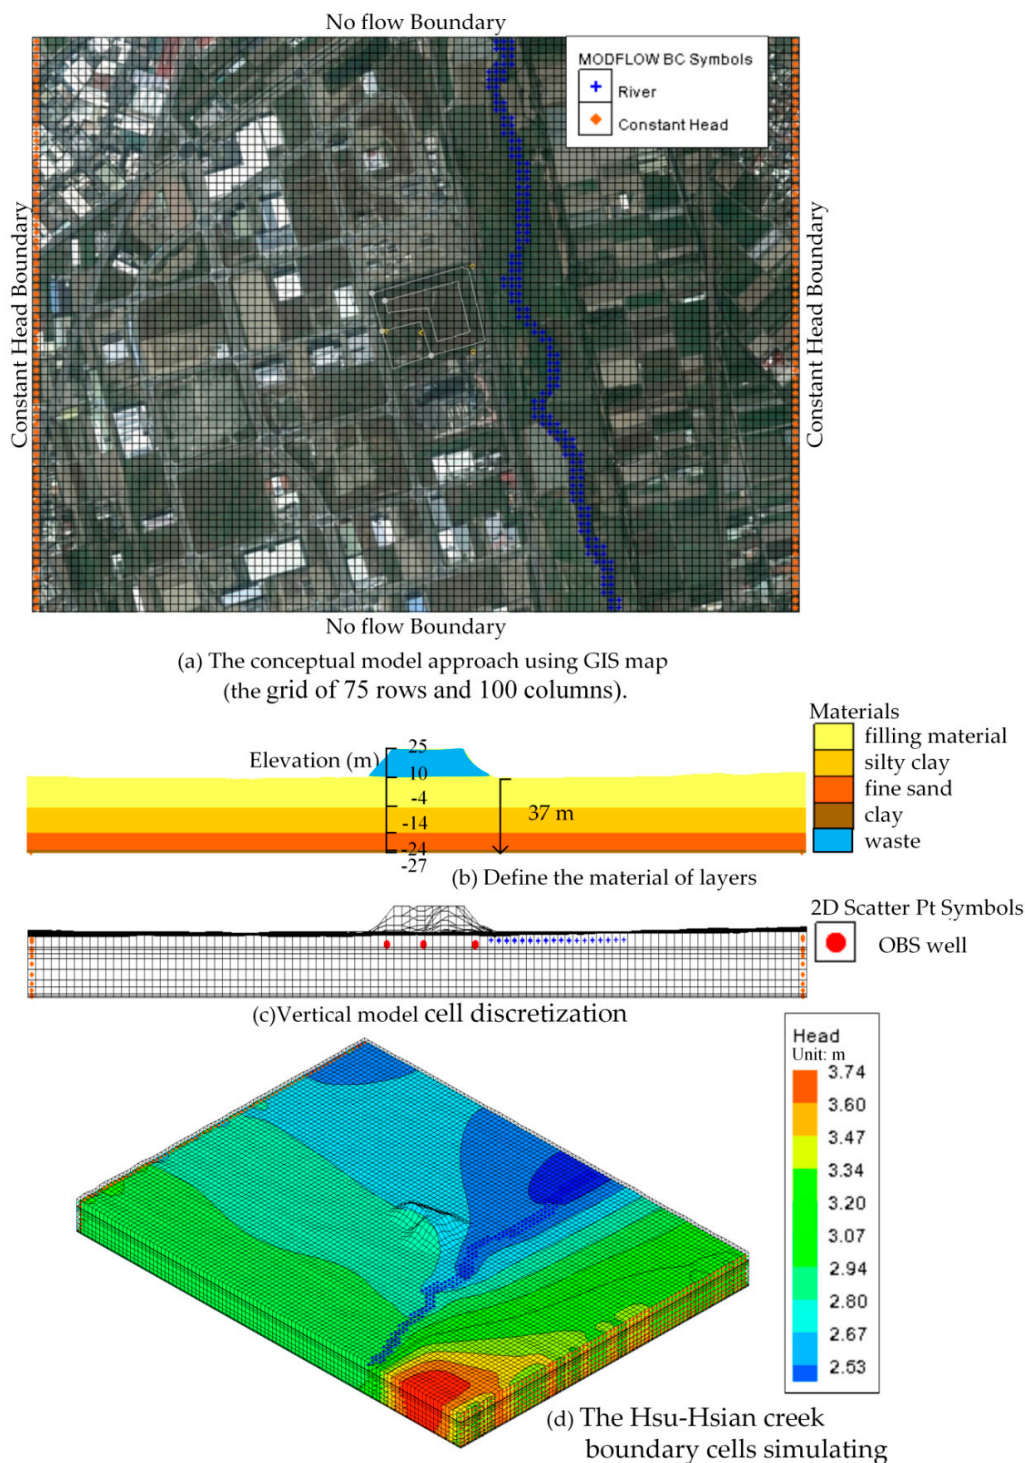 No flow Boundary
MODFLOW BC Symbols
River
Constant Head
Constant Head Boundary
Constant Head Boundary
No flow Boundary
(a) The conceptual model approach using GIS map
(the grid of 75 rows and 100 columns).
Materials
filling material
silty clay
fine sand
clay
waste
Elevation (m)
25
10
-4
-14
-24
-27
37 m
(b) Define the material of layers
2D Scatter Pt Symbols
OBS well
(c)Vertical model cell discretization
Head
Unit: m
3.74
3.60
3.47
3.34
3.20
3.07
2.94
2.80
2.67
2.53
(d) The Hsu-Hsian creek
boundary cells simulating